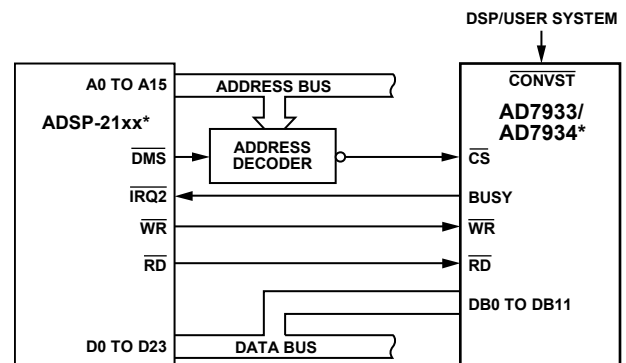 DSP/USER SYSTEM
A0 TO A15
ADDRESS BUS
CONVST
ADSP-21xx*
AD7933/
AD7934*
DMS
ADDRESS
DECODER
CS
IRQ2
BUSY
WR
WR
RD
RD
DB0 TO DB11
D0 TO D23
DATA BUS